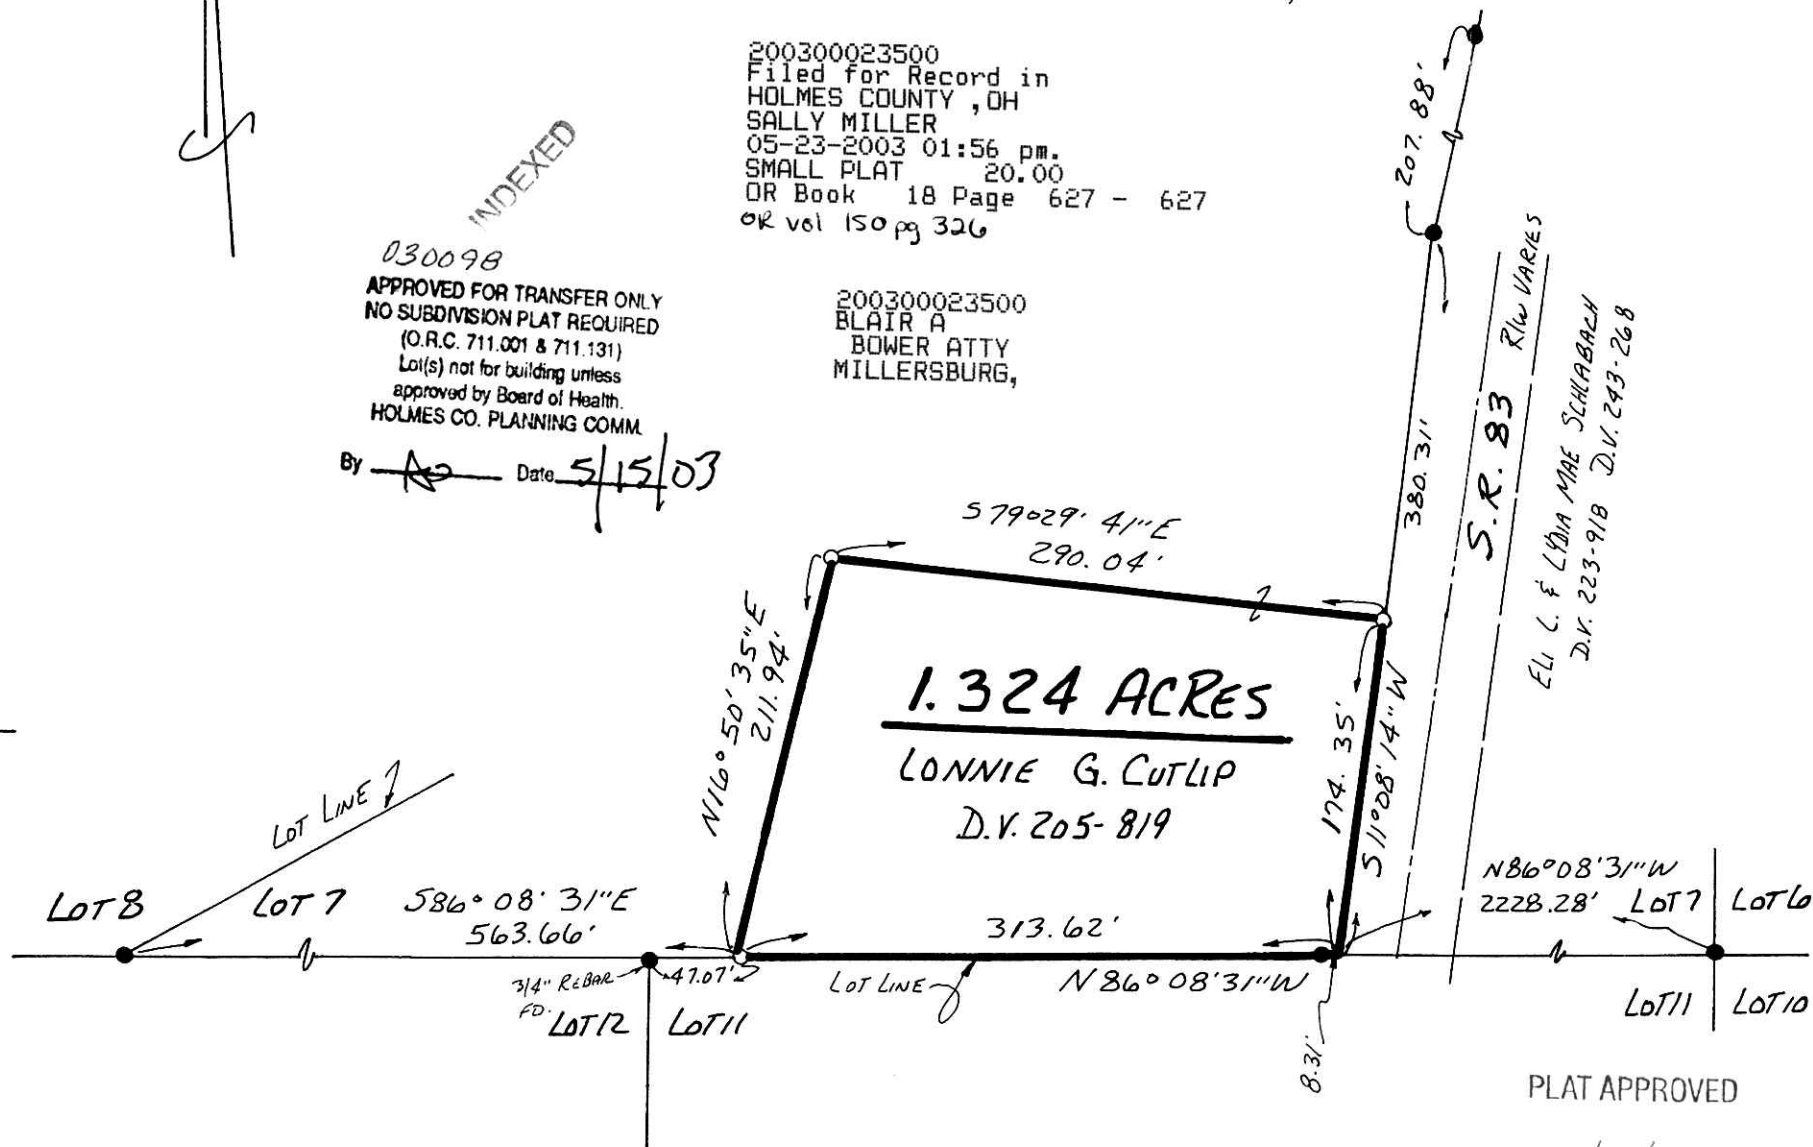 200300023500
Filed for Record in
HOLMES COUNTY ,OH
SALLY MILLER
05-23-2003 01:56 pm.
SMALL PLAT 20.00
OR Book 18 Page 627 - 627
OR vol 150 pg 326
INDEXED
030098
APPROVED FOR TRANSFER ONLY
NO SUBDIVISION PLAT REQUIRED
(O.R.C. 711.001 & 711.131)
Lot(s) not for building unless
approved by Board of Health.
HOLMES CO. PLANNING COMM.
By Date 5/15/03
200300023500
BLAIR A
BOWER ATTY
MILLERSBURG,
207.88'
380.31'
S.R. 83 R/W VARIES
ELI C. & LYDIA MAE SCHLABACH
D.V. 223-918 D.V. 243-268
S79°29'41"E
290.04'
N16°50'35"E
211.94'
1.324 ACRES
LONNIE G. CUTLIP
D.V. 205-819
174.35'
S11°08'14"W
LOT LINE
LOT 8
LOT 7
S86°08'31"E
563.66'
313.62'
N86°08'31"W
2228.28'
LOT 7
LOT 6
3/4" REBAR
FD.
47.07'
LOT LINE
N86°08'31"W
LOT 12
LOT 11
8.31'
LOT 11
LOT 10
PLAT APPROVED